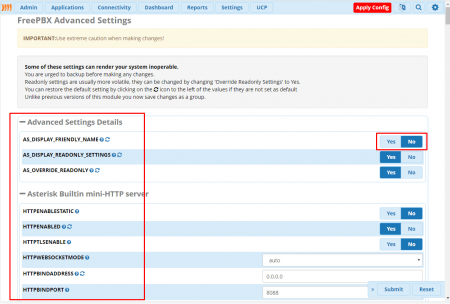 Admin Applications Connectivity Dashboard Reports Settings UCP Apply Config
FreePBX Advanced Settings
IMPORTANT:Use extreme caution when making changes!
Some of these settings can render your system inoperable.
You are urged to backup before making any changes.
Readonly settings are usually more volatile, they can be changed by changing 'Override Readonly Settings' to Yes.
You can restore the default setting by clicking on the icon to the left of the values if they are not set as default
Unlike previous versions of this module you now save changes as a group.
Advanced Settings Details
AS_DISPLAY_FRIENDLY_NAME Yes No
AS_DISPLAY_READONLY_SETTINGS Yes No
AS_OVERRIDE_READONLY Yes No
Asterisk Builtin mini-HTTP server
HTTPENABLESTATIC Yes No
HTTPENABLED Yes No
HTTPTLSENABLE Yes No
HTTPWEBSOCKETMODE auto
HTTPBINDADDRESS 0.0.0.0
HTTPBINDPORT 8088
> Submit Reset